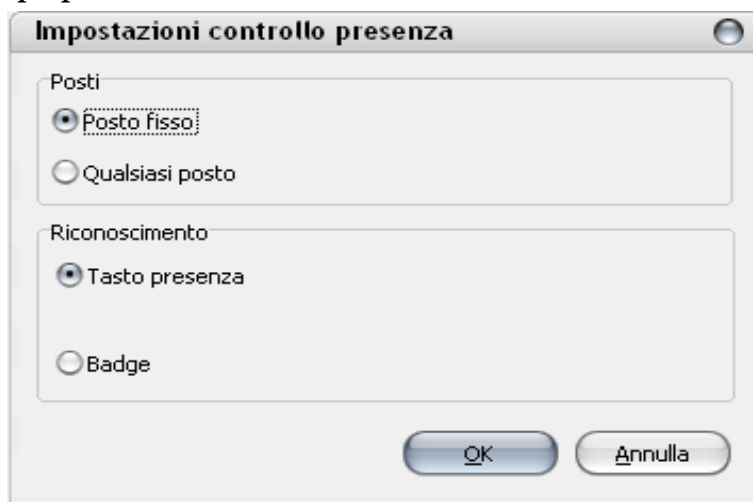 Impostazioni controllo presenza
Posti
Posto fisso
Qualsiasi posto
Riconoscimento
Tasto presenza
Badge
OK Annulla